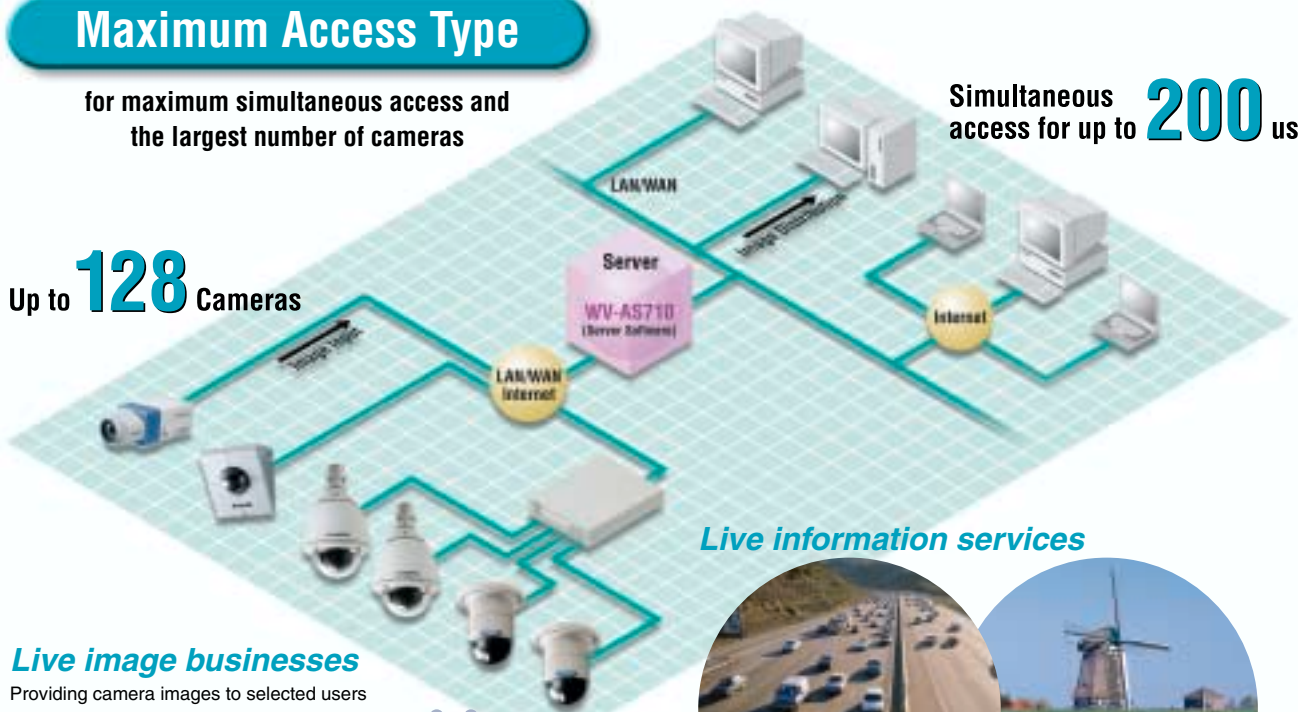 Maximum Access Type
for maximum simultaneous access and
the largest number of cameras
Simultaneous
access for up to 200 us
LAN/WAN
Image Distribution
Up to 128 Cameras
Image Input
Server
WV-AS710
(Server Software)
LAN/WAN
Internet
Internet
Live information services
Live image businesses
Providing camera images to selected users